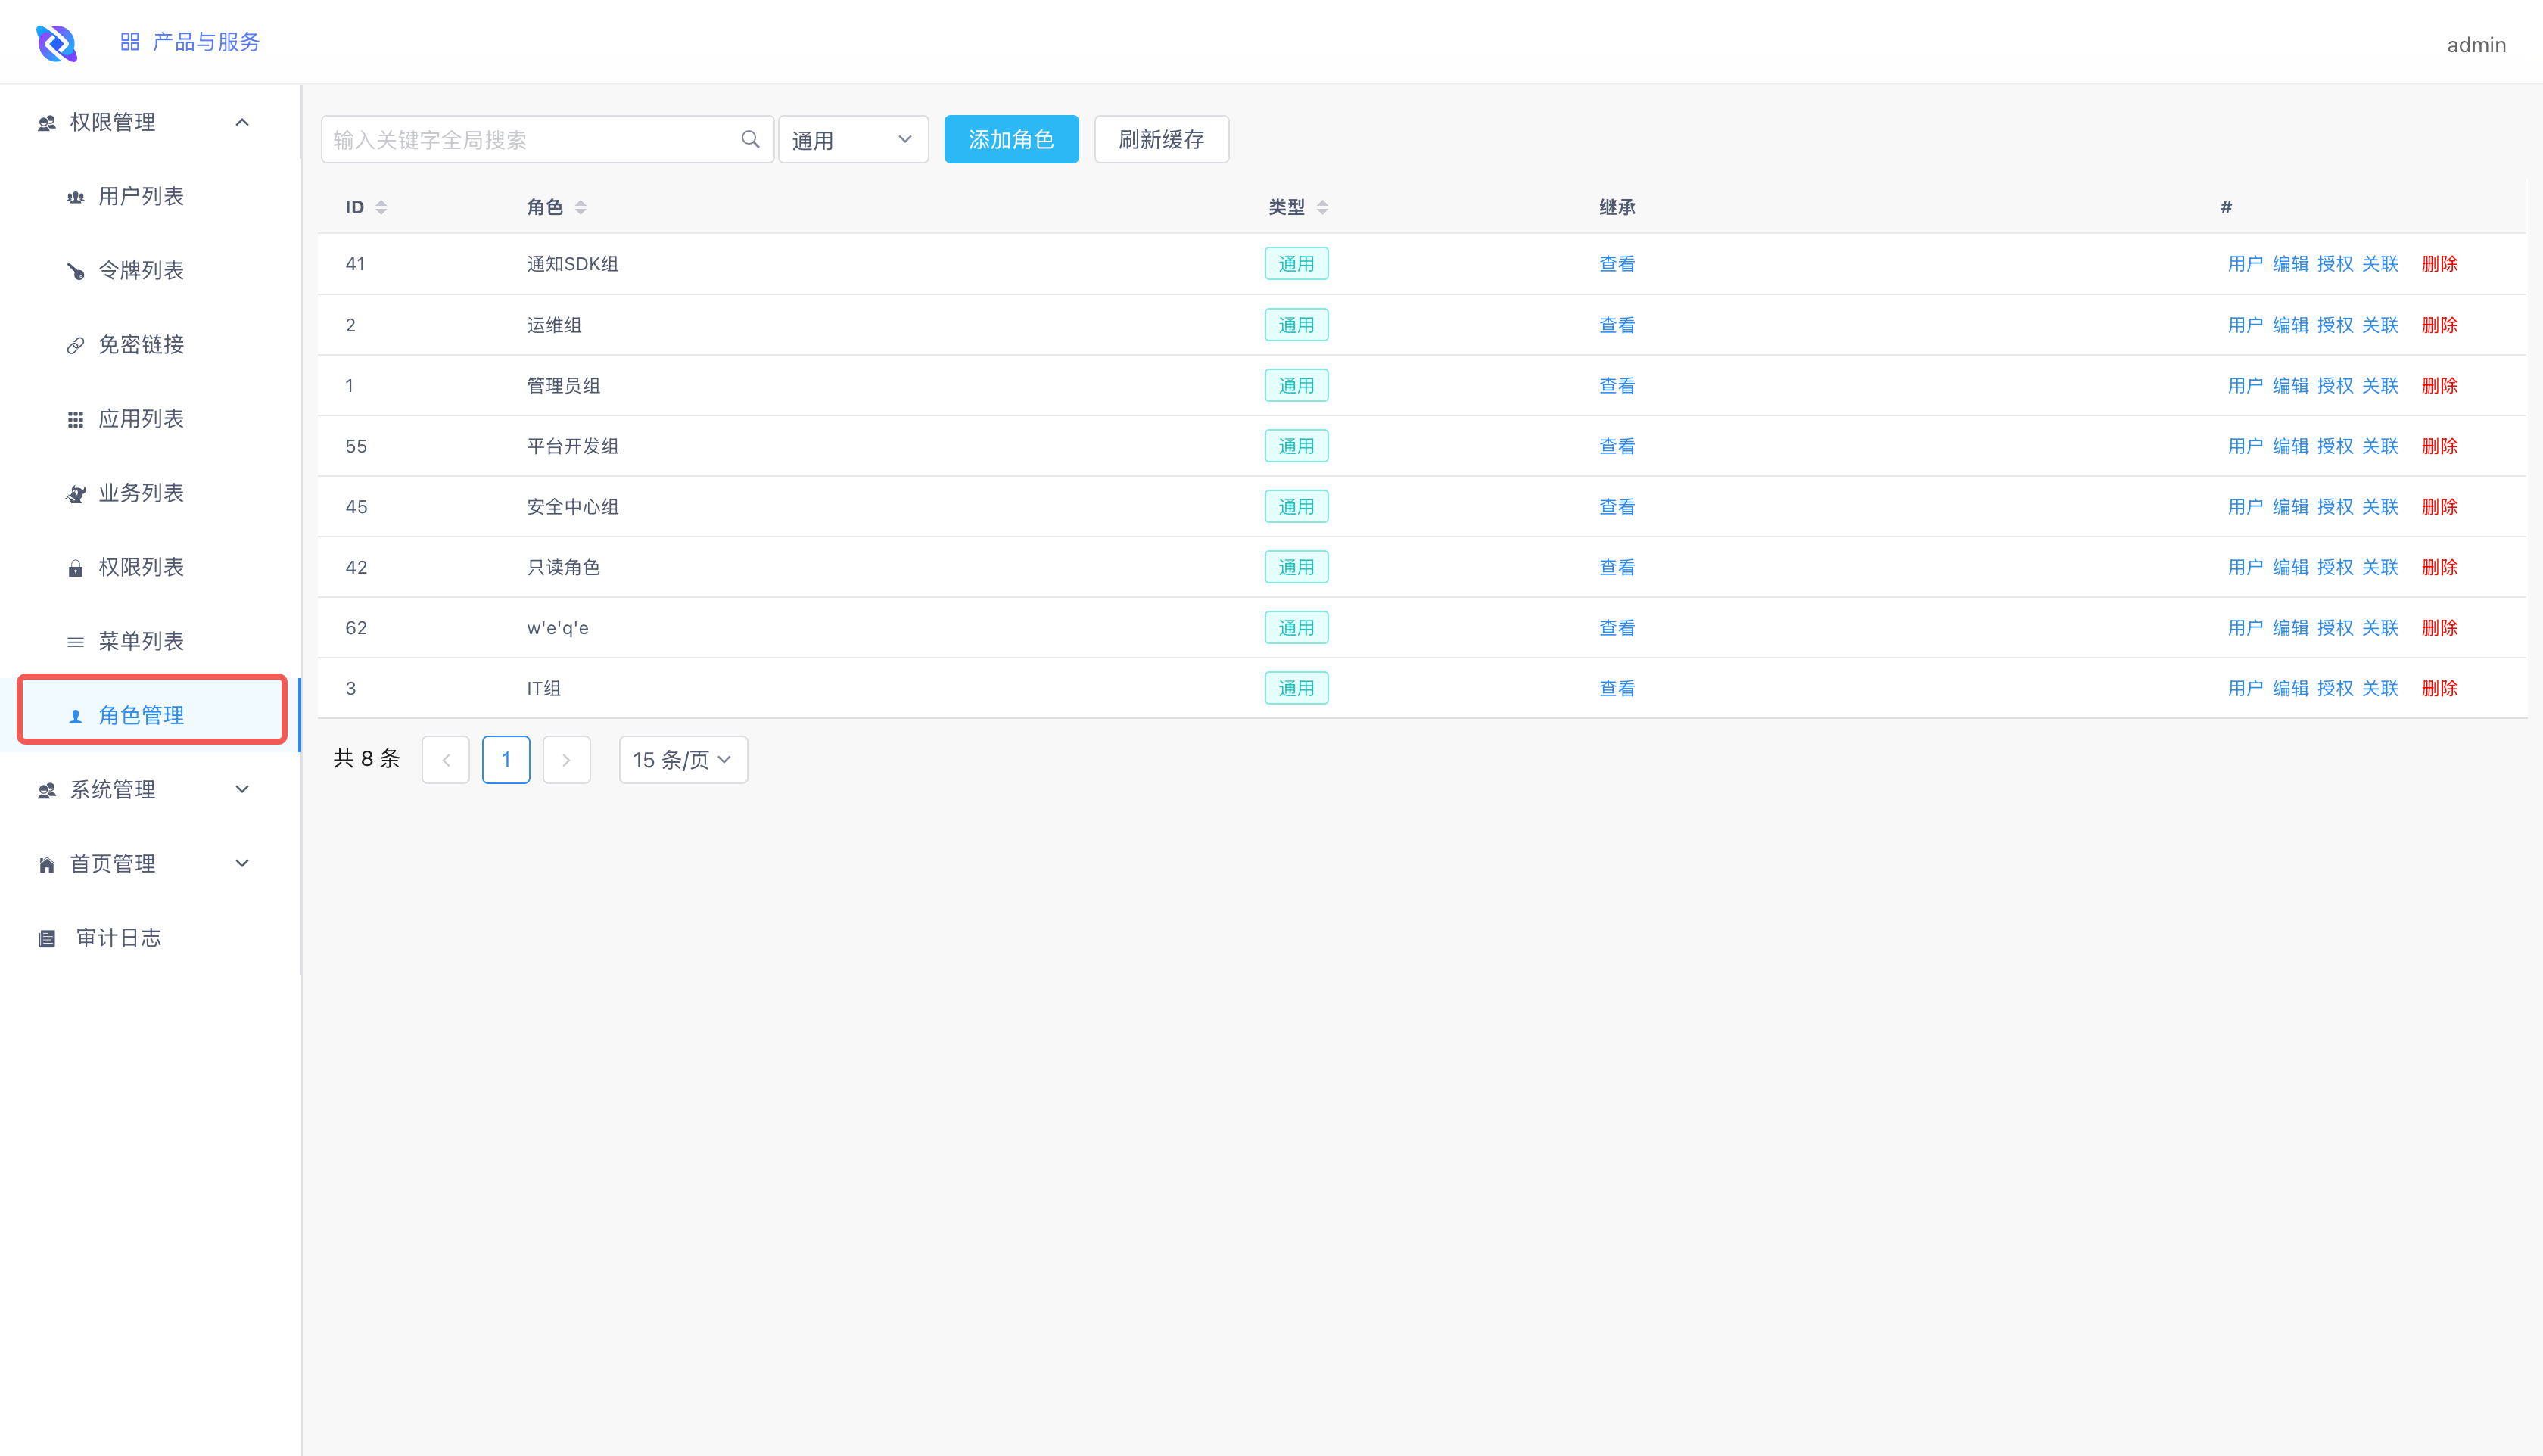 产品与服务
admin
权限管理
用户列表
令牌列表
免密链接
应用列表
业务列表
权限列表
菜单列表
角色管理
系统管理
首页管理
审计日志
输入关键字全局搜索 通用 添加角色 刷新缓存
ID 角色 类型 继承 #
41 通知SDK组 通用 查看 用户 编辑 授权 关联 删除
2 运维组 通用 查看 用户 编辑 授权 关联 删除
1 管理员组 通用 查看 用户 编辑 授权 关联 删除
55 平台开发组 通用 查看 用户 编辑 授权 关联 删除
45 安全中心组 通用 查看 用户 编辑 授权 关联 删除
42 只读角色 通用 查看 用户 编辑 授权 关联 删除
62 w'e'q'e 通用 查看 用户 编辑 授权 关联 删除
3 IT组 通用 查看 用户 编辑 授权 关联 删除
共 8 条 1 15 条/页